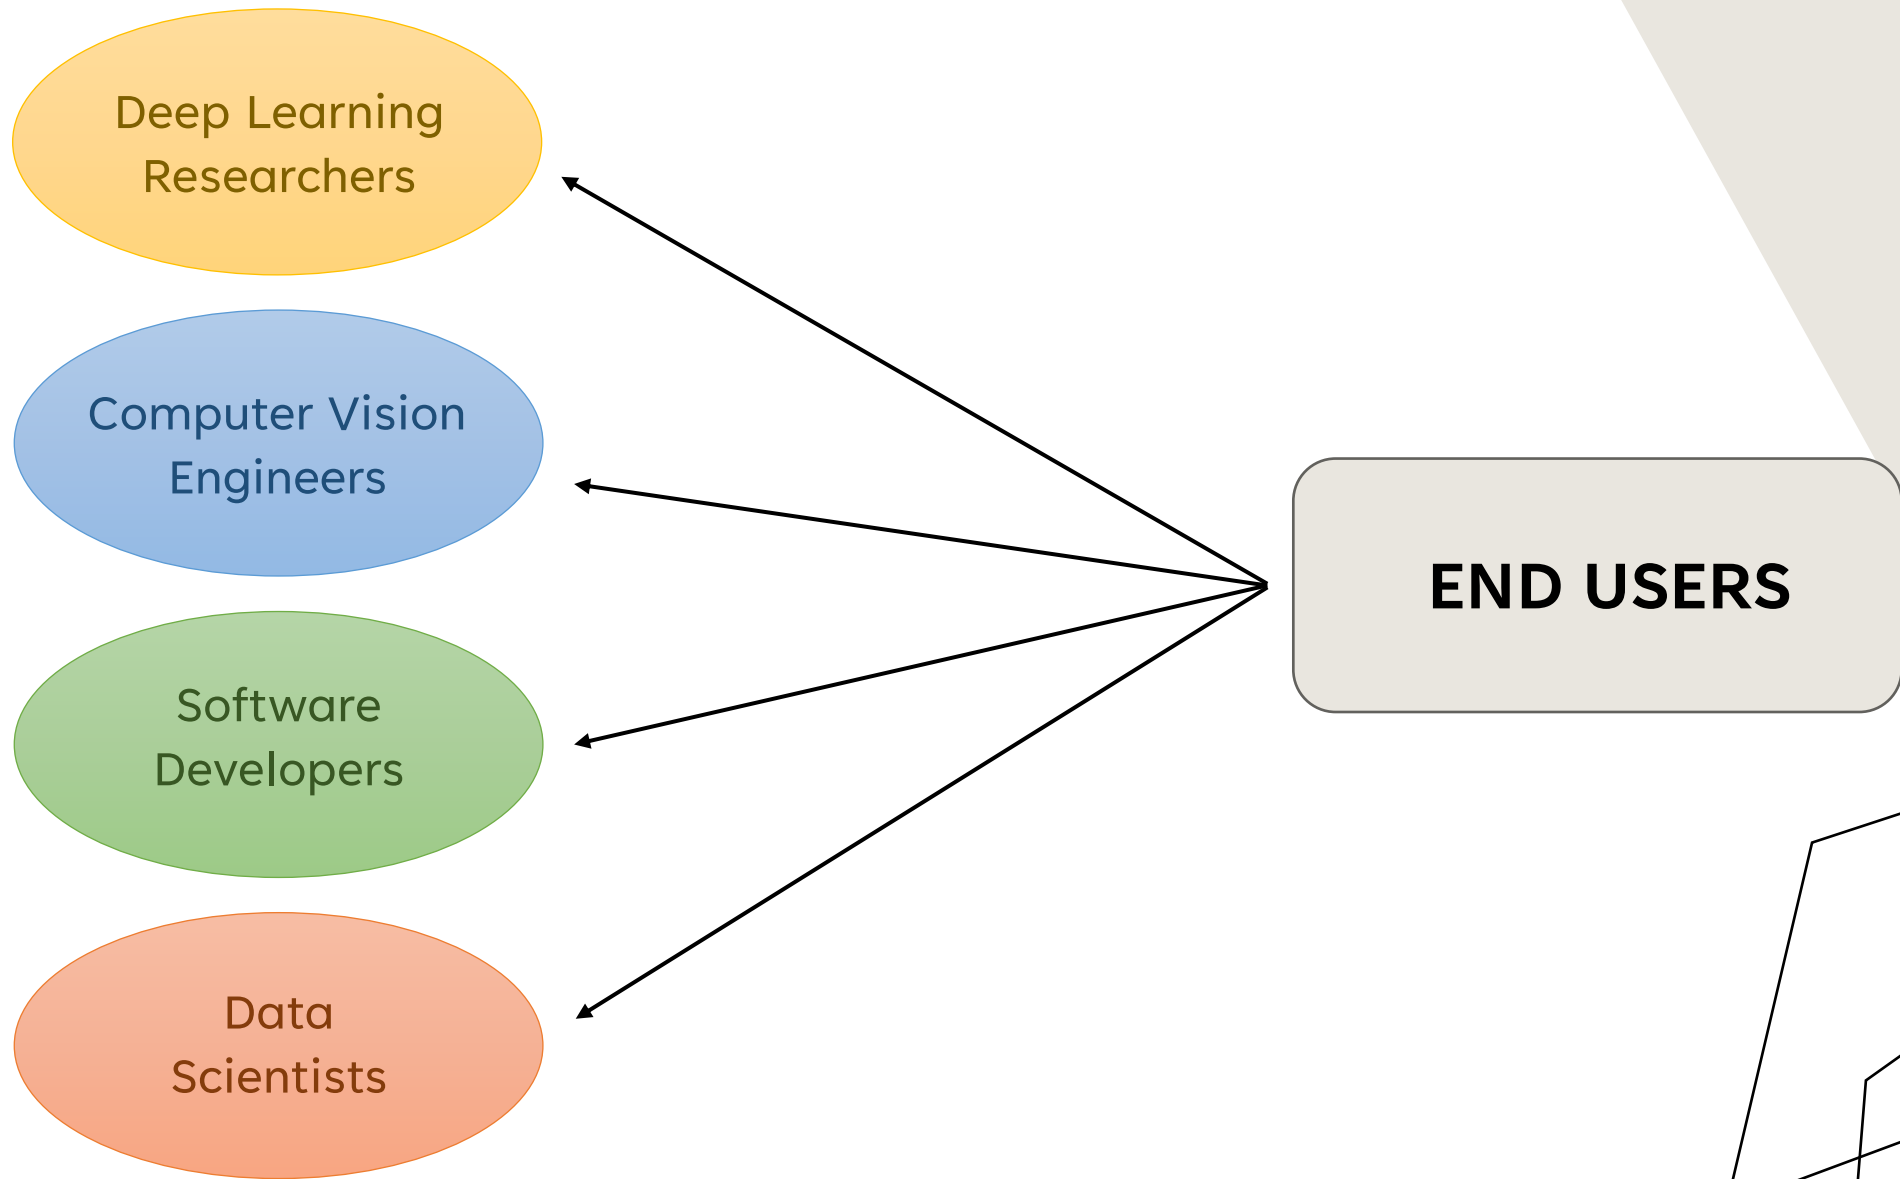 Deep Learning
Researchers
Computer Vision
Engineers
Software
Developers
Data
Scientists
END USERS